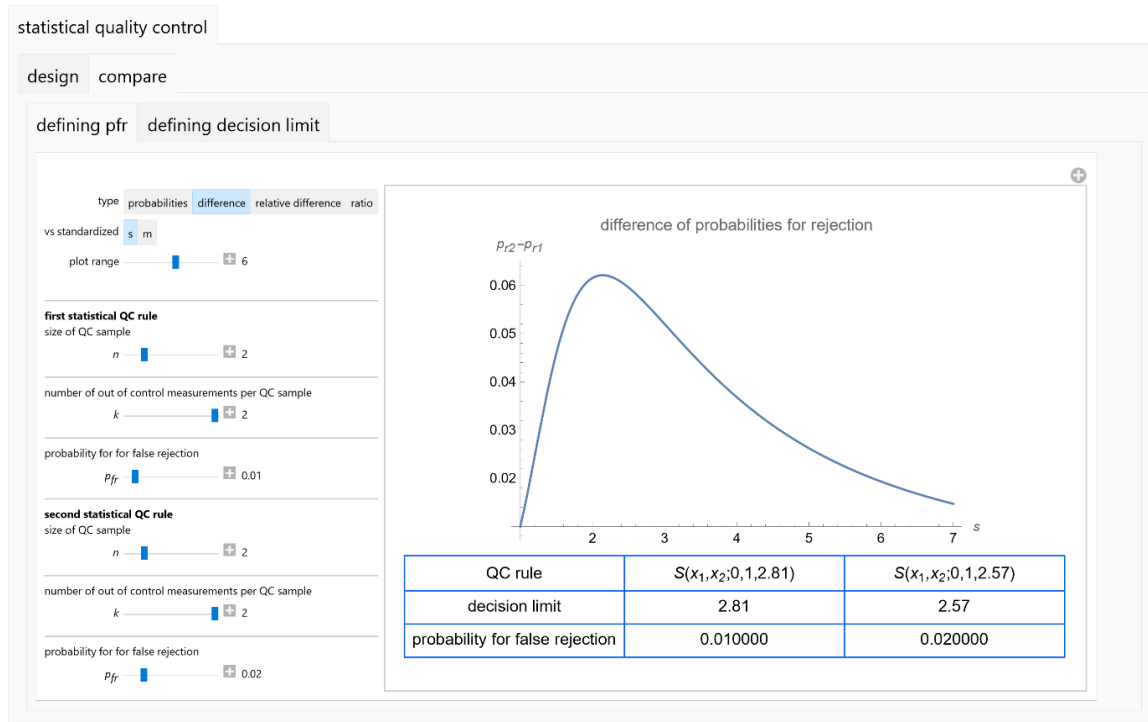 statistical quality control
design compare
defining pfr defining decision limit
type probabilities difference relative difference ratio
vs standardized s m
plot range 6
first statistical QC rule
size of QC sample
n 2
number of out of control measurements per QC sample
k 2
probability for for false rejection
pfr 0.01
second statistical QC rule
size of QC sample
n 2
number of out of control measurements per QC sample
k 2
probability for for false rejection
pfr 0.02
difference of probabilities for rejection
pr2-pr1
0.06
0.05
0.04
0.03
0.02
2 3 4 5 6 7 s
QC rule S(x1,x2;0,1,2.81) S(x1,x2;0,1,2.57)
decision limit 2.81 2.57
probability for false rejection 0.010000 0.020000